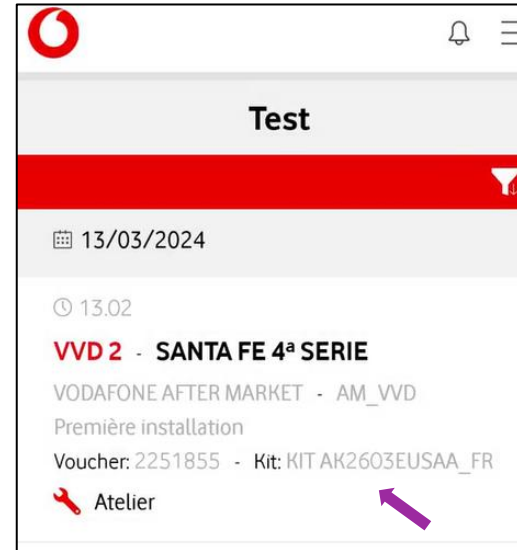 Test
13/03/2024
13.02
VVD 2 - SANTA FE 4ª SERIE
VODAFONE AFTER MARKET - AM_VVD
Première installation
Voucher: 2251855 - Kit: KIT AK2603EUSAA_FR
Atelier